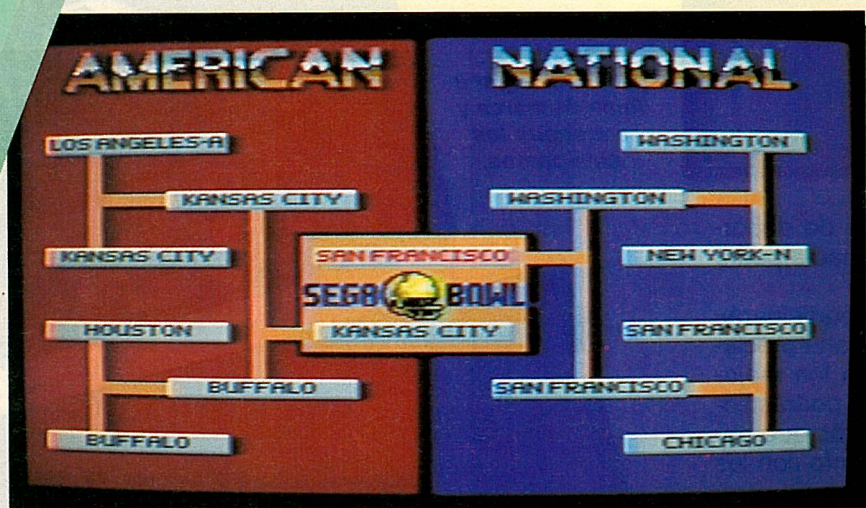 AMERICAN
NATIONAL
LOS ANGELES-A
KANSAS CITY
KANSAS CITY
HOUSTON
BUFFALO
BUFFALO
SAN FRANCISCO
SEGA BOWL
KANSAS CITY
WASHINGTON
WASHINGTON
NEW YORK-N
SAN FRANCISCO
SAN FRANCISCO
CHICAGO